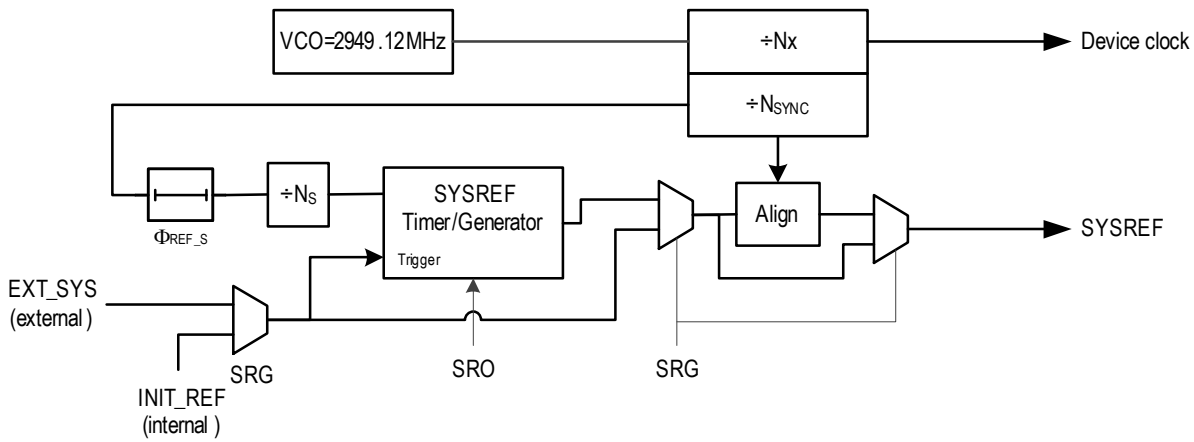 VCO=2949.12MHz
÷Nx
Device clock
÷NSYNC
÷NS
SYSREF
Timer/Generator
Trigger
Align
SYSREF
ΦREF_S
EXT_SYS
(external)
SRG
SRO
SRG
INIT_REF
(internal)